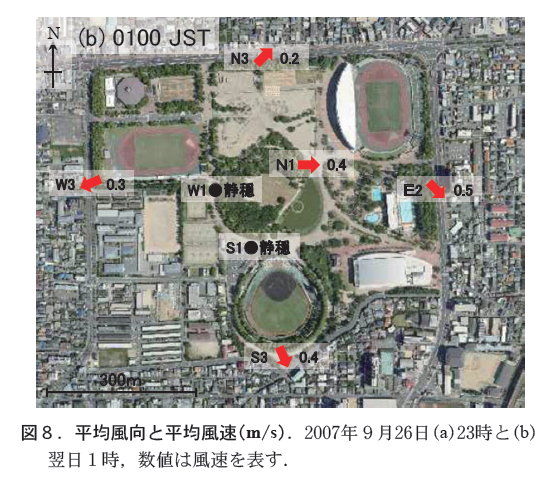 N (b) 0100 JST
N3 0.2
N1 0.4
W3 0.3
W1●静穏
E2 0.5
S1●静穏
S3 0.4
300m
図8．平均風向と平均風速(m/s)．2007年9月26日(a)23時と(b)
翌日1時，数値は風速を表す．